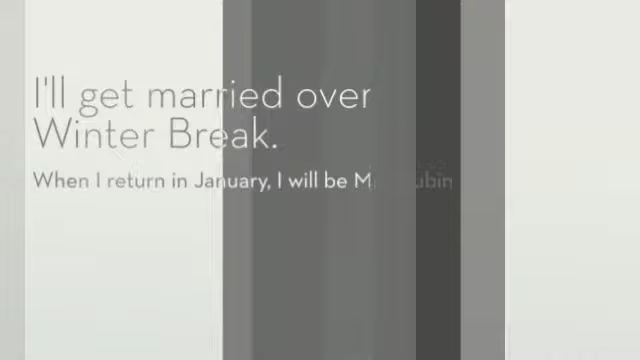 I'll get married over
Winter Break.
When I return in January, I will be